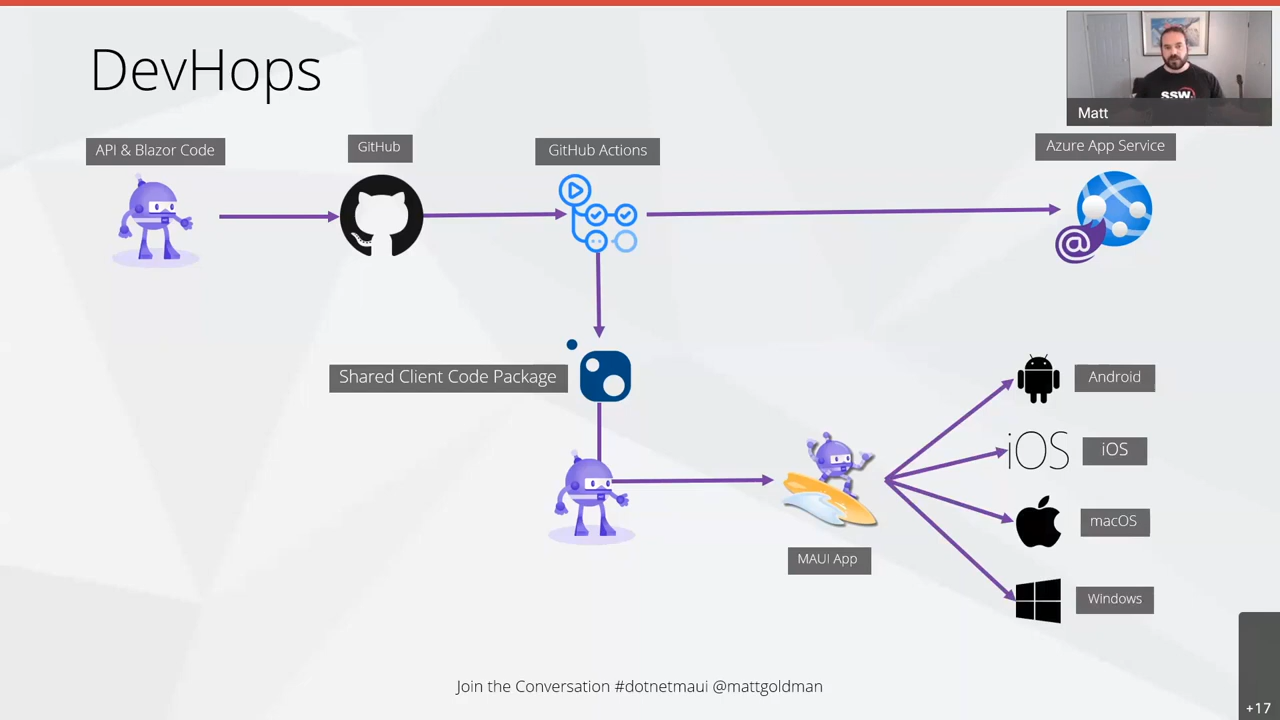 DevHops
SSW.
Matt
API & Blazor Code
GitHub
GitHub Actions
Azure App Service
@
Shared Client Code Package
Android
iOS
iOS
macOS
MAUI App
Windows
Join the Conversation #dotnetmaui @mattgoldman
+17